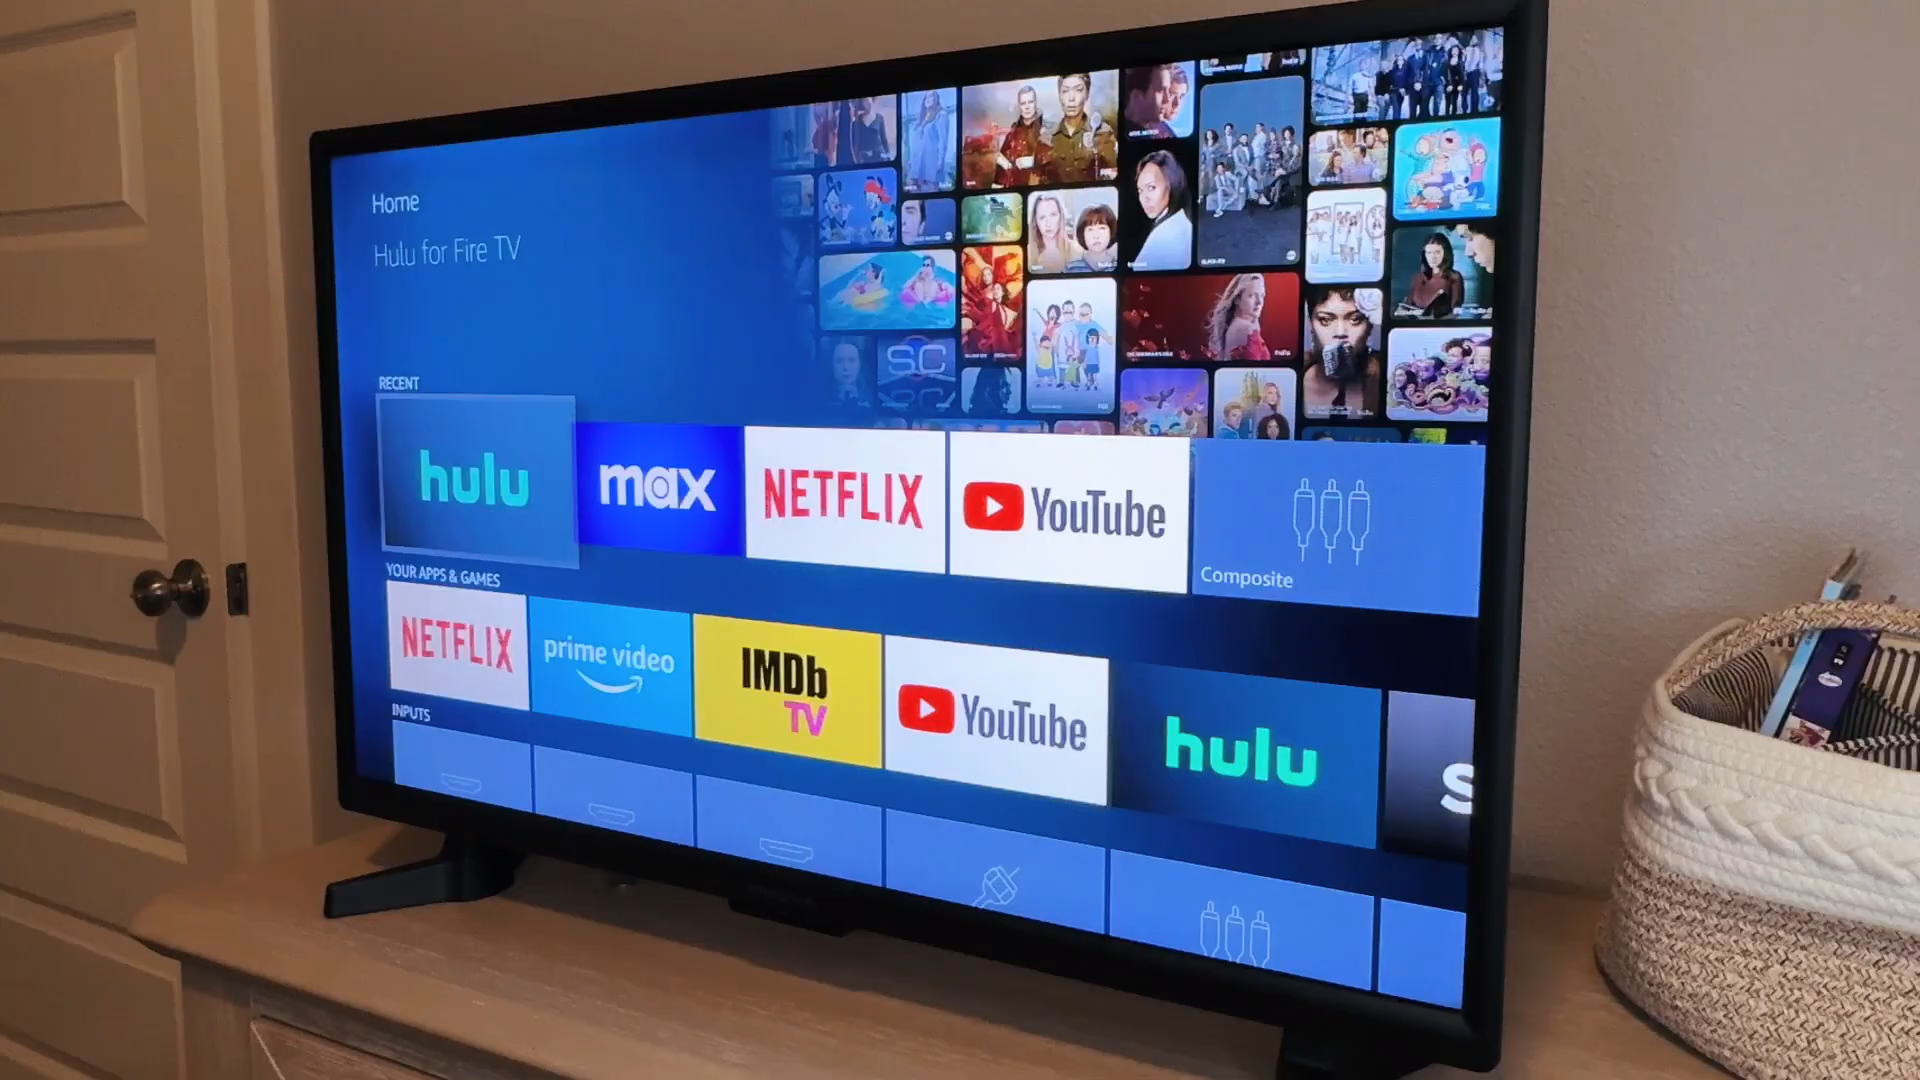 Home
Hulu for Fire TV
SC
RECENT
hulu
max
NETFLIX
YouTube
Composite
YOUR APPS & GAMES
NETFLIX
prime video
IMDb
TV
YouTube
hulu
S
INPUTS